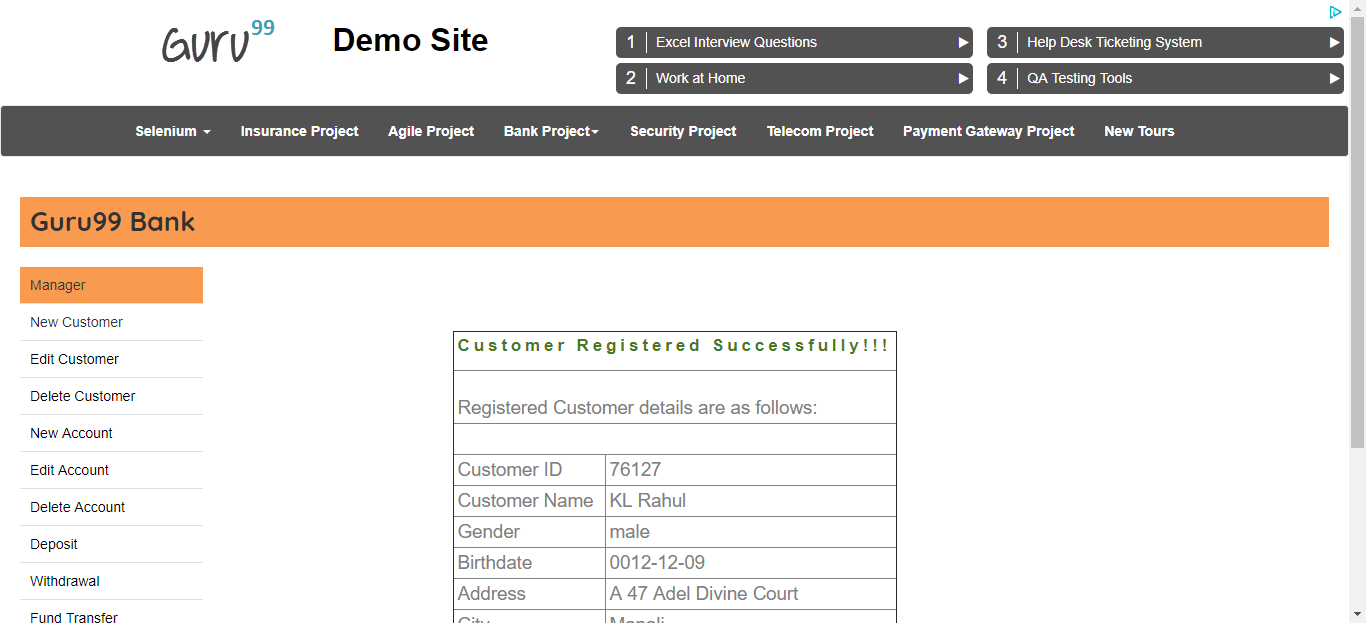 Guru99
Demo Site
1 Excel Interview Questions
3 Help Desk Ticketing System
2 Work at Home
4 QA Testing Tools
Selenium Insurance Project Agile Project Bank Project Security Project Telecom Project Payment Gateway Project New Tours
Guru99 Bank
Manager
New Customer
Edit Customer
Delete Customer
New Account
Edit Account
Delete Account
Deposit
Withdrawal
Fund Transfer
Customer Registered Successfully!!!
Registered Customer details are as follows:
Customer ID 76127
Customer Name KL Rahul
Gender male
Birthdate 0012-12-09
Address A 47 Adel Divine Court
City